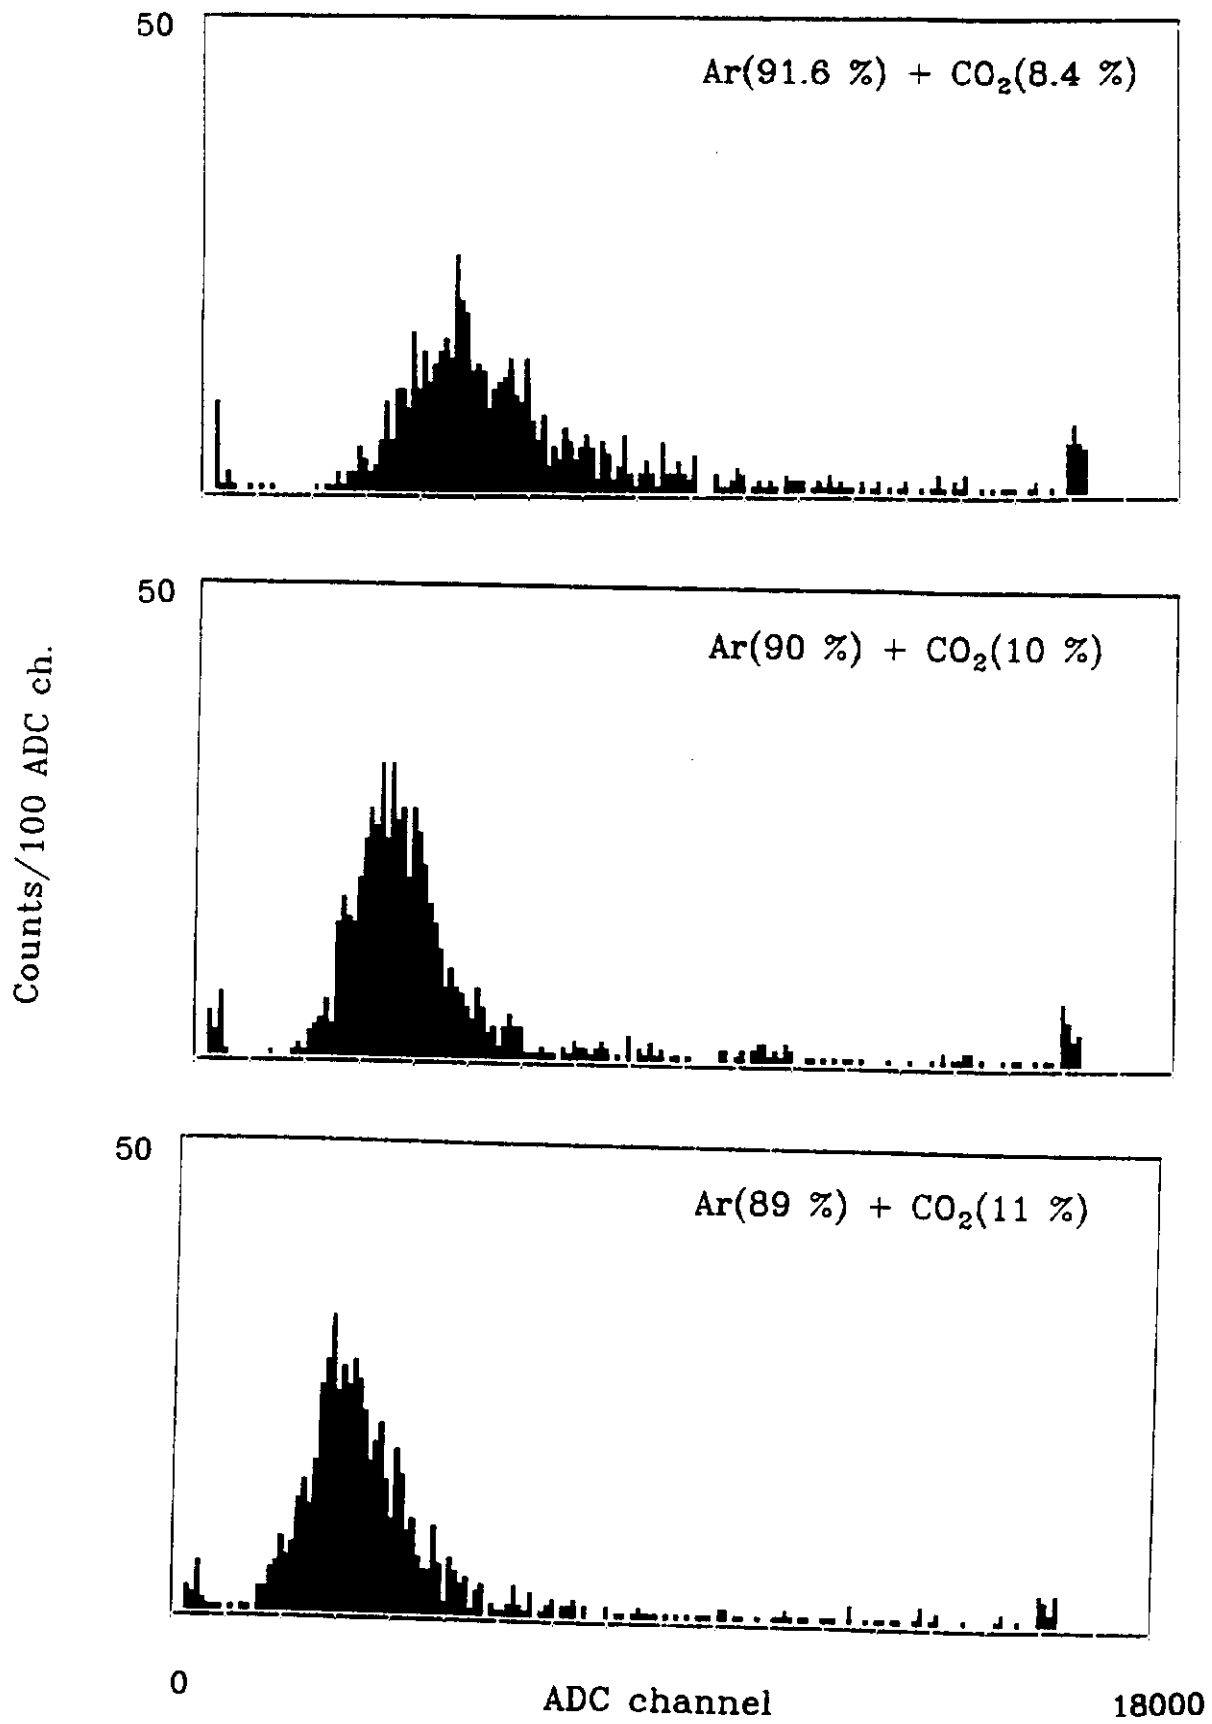 50
Ar(91.6 %) + CO₂(8.4 %)
50
Ar(90 %) + CO₂(10 %)
Counts/100 ADC ch.
50
Ar(89 %) + CO₂(11 %)
0
ADC channel
18000